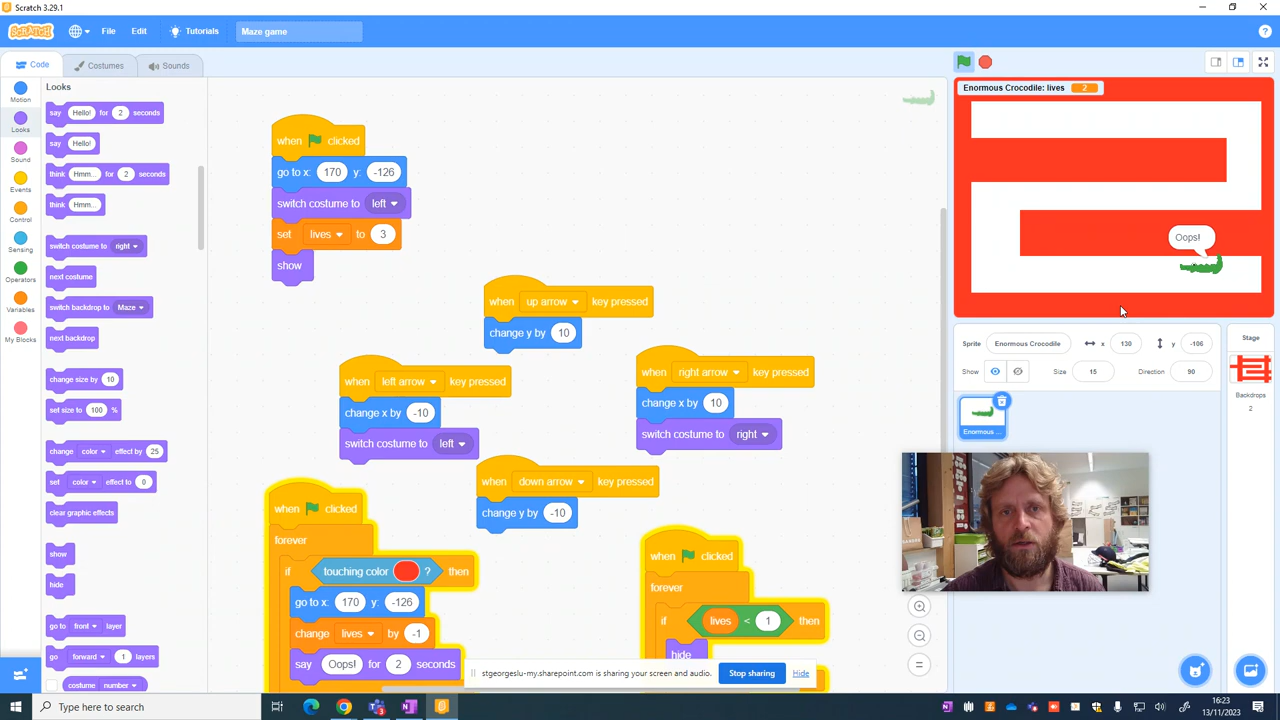 Scratch 3.29.1
SCRATCH
File
Edit
Tutorials
Maze game
Code
Costumes
Sounds
Motion
Looks
Sound
Events
Control
Sensing
Operators
Variables
My Blocks
Looks
say Hello! for 2 seconds
say Hello!
think Hmm... for 2 seconds
think Hmm...
switch costume to right
next costume
switch backdrop to Maze
next backdrop
change size by 10
set size to 100 %
change color effect by 25
set color effect to 0
clear graphic effects
show
hide
go to front layer
go forward 1 layers
costume number
when clicked
go to x: 170 y: -126
switch costume to left
set lives to 3
show
when up arrow key pressed
change y by 10
when left arrow key pressed
change x by -10
switch costume to left
when right arrow key pressed
change x by 10
switch costume to right
when down arrow key pressed
change y by -10
when clicked
forever
if touching color ? then
go to x: 170 y: -126
change lives by -1
say Oops! for 2 seconds
when clicked
forever
if lives < 1 then
hide
Enormous Crocodile: lives 2
Oops!
Sprite Enormous Crocodile x 130 y -106
Show Size 15 Direction 90
Enormous ...
Stage
Backdrops
2
stgeorgeslu-my.sharepoint.com is sharing your screen and audio.
Stop sharing
Hide
Type here to search
16:23
13/11/2023